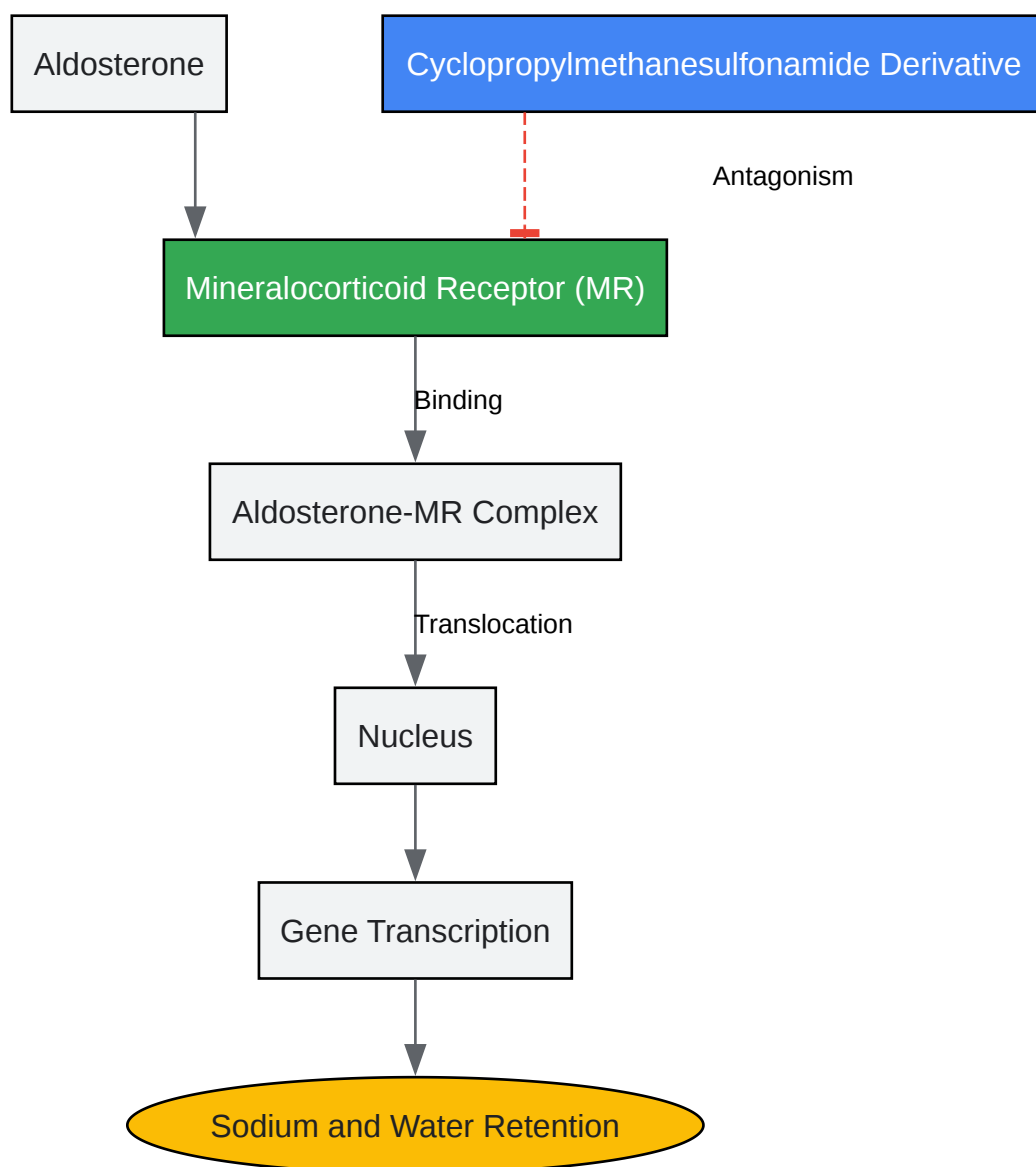 Aldosterone
Cyclopropylmethanesulfonamide Derivative
Antagonism
Mineralocorticoid Receptor (MR)
Binding
Aldosterone-MR Complex
Translocation
Nucleus
Gene Transcription
Sodium and Water Retention